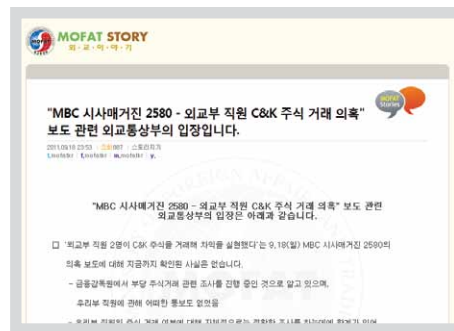 MOFAT STORY
외·교·이·야·기
MOFAT
Stories
"MBC 시사매거진 2580 - 외교부 직원 C&K 주식 거래 의혹"
보도 관련 외교통상부의 입장입니다.
2011/09/18 23:53
"MBC 시사매거진 2580 - 외교부 직원 C&K 주식 거래 의혹" 보도 관련
외교통상부의 입장은 아래과 같습니다.
□ '외교부 직원 2명이 C&K 주식을 거래해 차익을 실현했다'는 9.18(일) MBC 시사매거진 2580의
의혹 보도에 대해 지금까지 확인된 사실은 없습니다.
- 금융감독원에서 부당 주식거래 관련 조사를 진행 중인 것으로 알고 있으며,
우리부 직원에 관해 어떠한 통보도 없었음
MOFAT